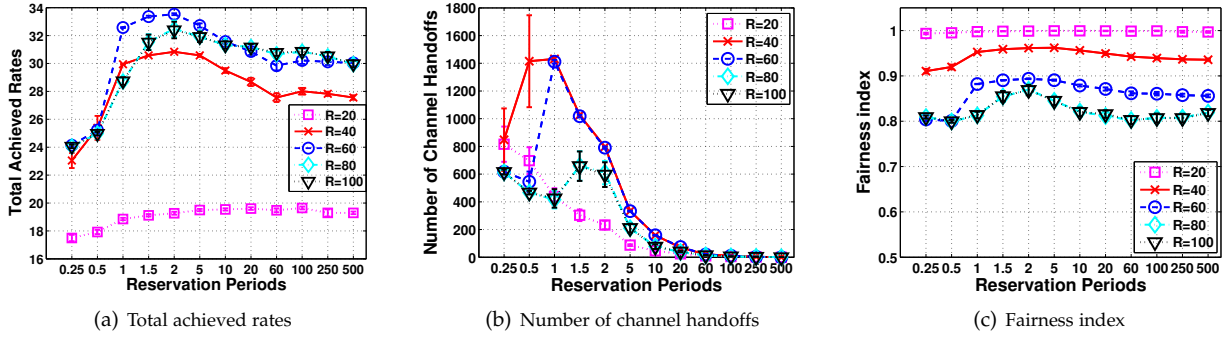 34
32
30
28
26
24
22
20
18
16
Total Achieved Rates
R=20
R=40
R=60
R=80
R=100
0.25 0.5 1 1.5 2 5 10 20 60 100 250 500
Reservation Periods
(a) Total achieved rates
1800
1600
1400
1200
1000
800
600
400
200
0
Number of Channel Handoffs
R=20
R=40
R=60
R=80
R=100
0.25 0.5 1 1.5 2 5 10 20 60 100 250 500
Reservation Periods
(b) Number of channel handoffs
1
0.9
0.8
0.7
0.6
0.5
Fairness index
R=20
R=40
R=60
R=80
R=100
0.25 0.5 1 1.5 2 5 10 20 60 100 250 500
Reservation Periods
(c) Fairness index